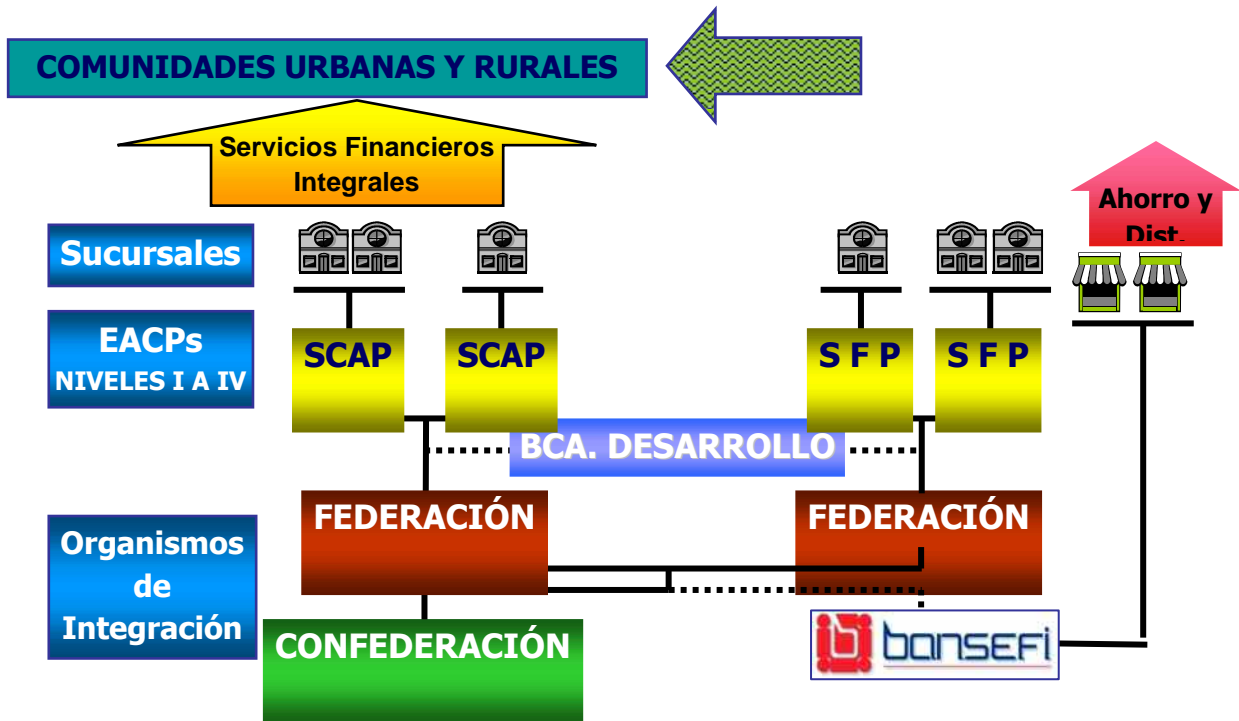 COMUNIDADES URBANAS Y RURALES
Servicios Financieros
Integrales
Ahorro y
Dist.
Sucursales
EACPs
NIVELES I A IV
SCAP
SCAP
S F P
S F P
BCA. DESARROLLO
FEDERACIÓN
FEDERACIÓN
Organismos
de
Integración
CONFEDERACIÓN
bansefi